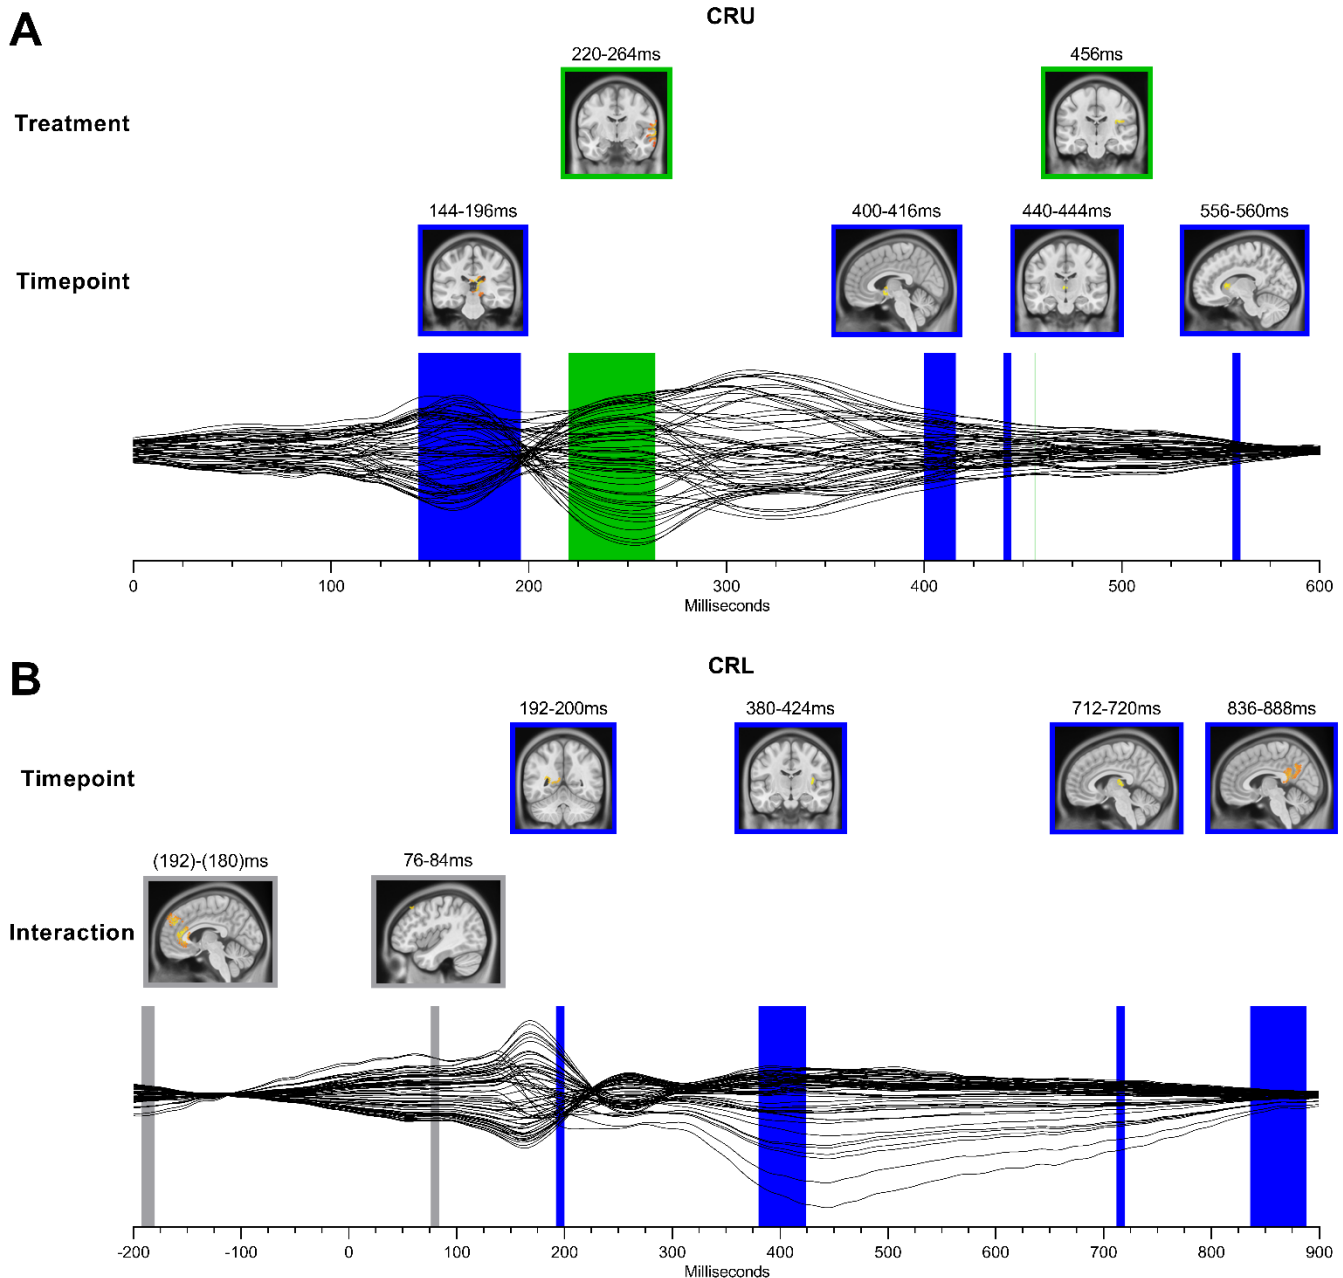 A
CRU
220-264ms
456ms
Treatment
144-196ms
400-416ms
440-444ms
556-560ms
Timepoint
0
100
200
300
400
500
600
Milliseconds
B
CRL
192-200ms
380-424ms
712-720ms
836-888ms
Timepoint
(192)-(180)ms
76-84ms
Interaction
-200
-100
0
100
200
300
400
500
600
700
800
900
Milliseconds